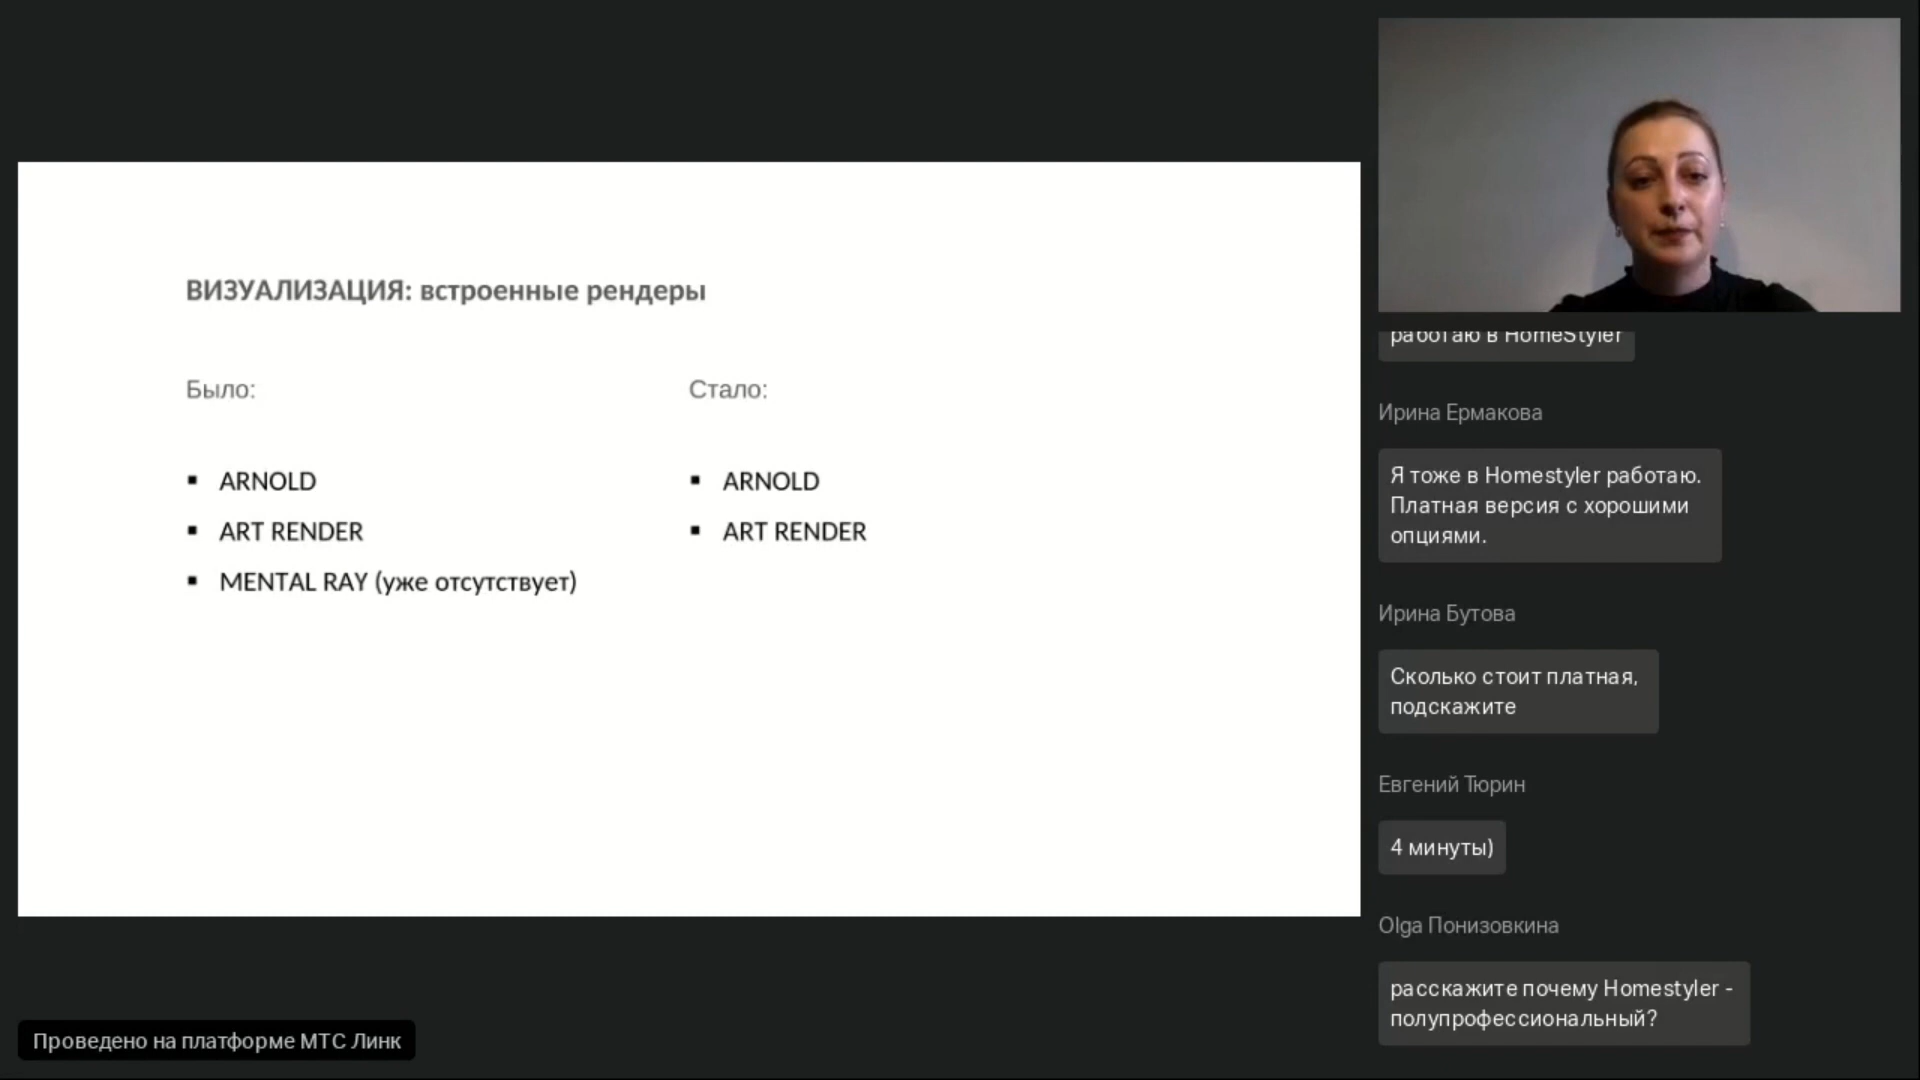 ВИЗУАЛИЗАЦИЯ: встроенные рендеры
Было:
▪ ARNOLD
▪ ART RENDER
▪ MENTAL RAY (уже отсутствует)
Стало:
▪ ARNOLD
▪ ART RENDER
работаю в HomeStyler
Ирина Ермакова
Я тоже в Homestyler работаю.
Платная версия с хорошими
опциями.
Ирина Бутова
Сколько стоит платная,
подскажите
Евгений Тюрин
4 минуты)
Olga Понизовкина
расскажите почему Homestyler -
полупрофессиональный?
Проведено на платформе МТС Линк